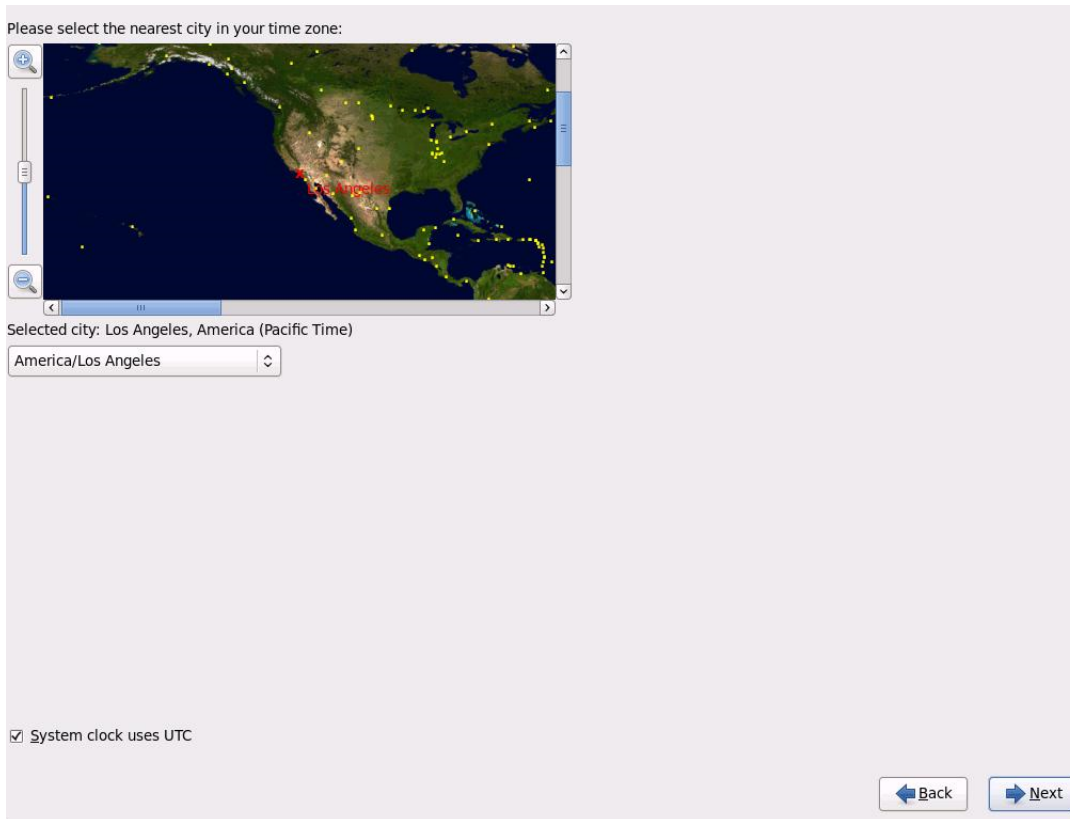 Please select the nearest city in your time zone:
Los Angeles
Selected city: Los Angeles, America (Pacific Time)
America/Los Angeles
System clock uses UTC
Back
Next